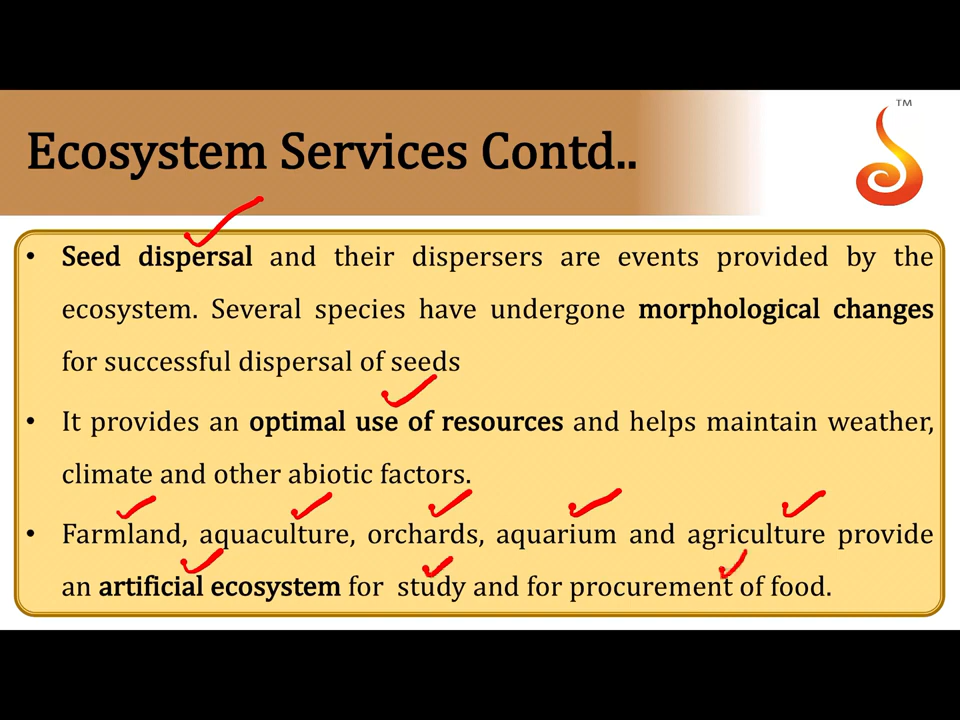 TM
Ecosystem Services Contd..
• Seed dispersal and their dispersers are events provided by the
ecosystem. Several species have undergone morphological changes
for successful dispersal of seeds
• It provides an optimal use of resources and helps maintain weather,
climate and other abiotic factors.
• Farmland, aquaculture, orchards, aquarium and agriculture provide
an artificial ecosystem for study and for procurement of food.